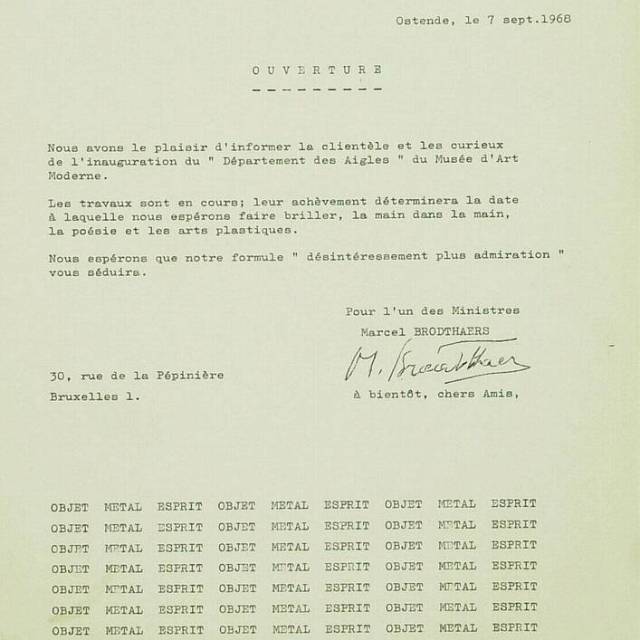 Ostende, le 7 sept.1968
O U V E R T U R E
Nous avons le plaisir d'informer la clientèle et les curieux
de l'inauguration du " Département des Aigles " du Musée d'Art
Moderne.
Les travaux sont en cours; leur achèvement déterminera la date
à laquelle nous espérons faire briller, la main dans la main,
la poésie et les arts plastiques.
Nous espérons que notre formule " désintéressement plus admiration "
vous séduira.
Pour l'un des Ministres
Marcel BRODTHAERS
M. Broodthaers
30, rue de la Pépinière
Bruxelles 1.
A bientôt, chers Amis,
OBJET METAL ESPRIT OBJET METAL ESPRIT OBJET METAL ESPRIT
OBJET METAL ESPRIT OBJET METAL ESPRIT OBJET METAL ESPRIT
OBJET METAL ESPRIT OBJET METAL ESPRIT OBJET METAL ESPRIT
OBJET METAL ESPRIT OBJET METAL ESPRIT OBJET METAL ESPRIT
OBJET METAL ESPRIT OBJET METAL ESPRIT OBJET METAL ESPRIT
OBJET METAL ESPRIT OBJET METAL ESPRIT OBJET METAL ESPRIT
OBJET METAL ESPRIT OBJET METAL ESPRIT OBJET METAL ESPRIT